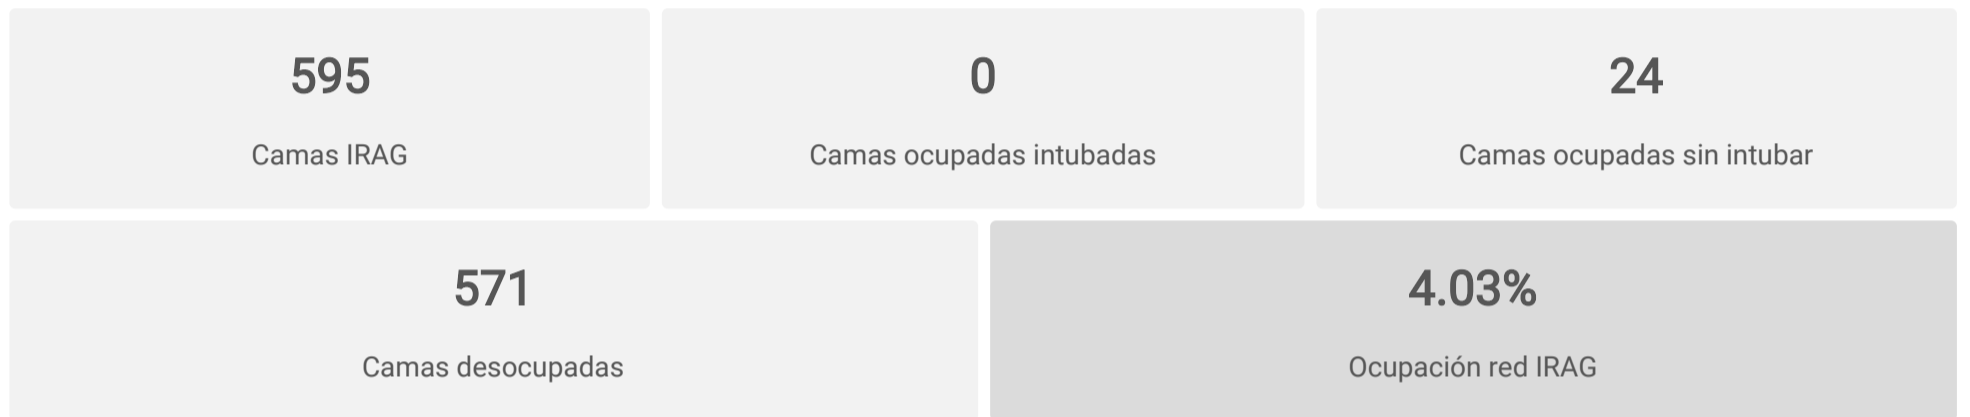 595
Camas IRAG
0
Camas ocupadas intubadas
24
Camas ocupadas sin intubar
571
Camas desocupadas
4.03%
Ocupación red IRAG